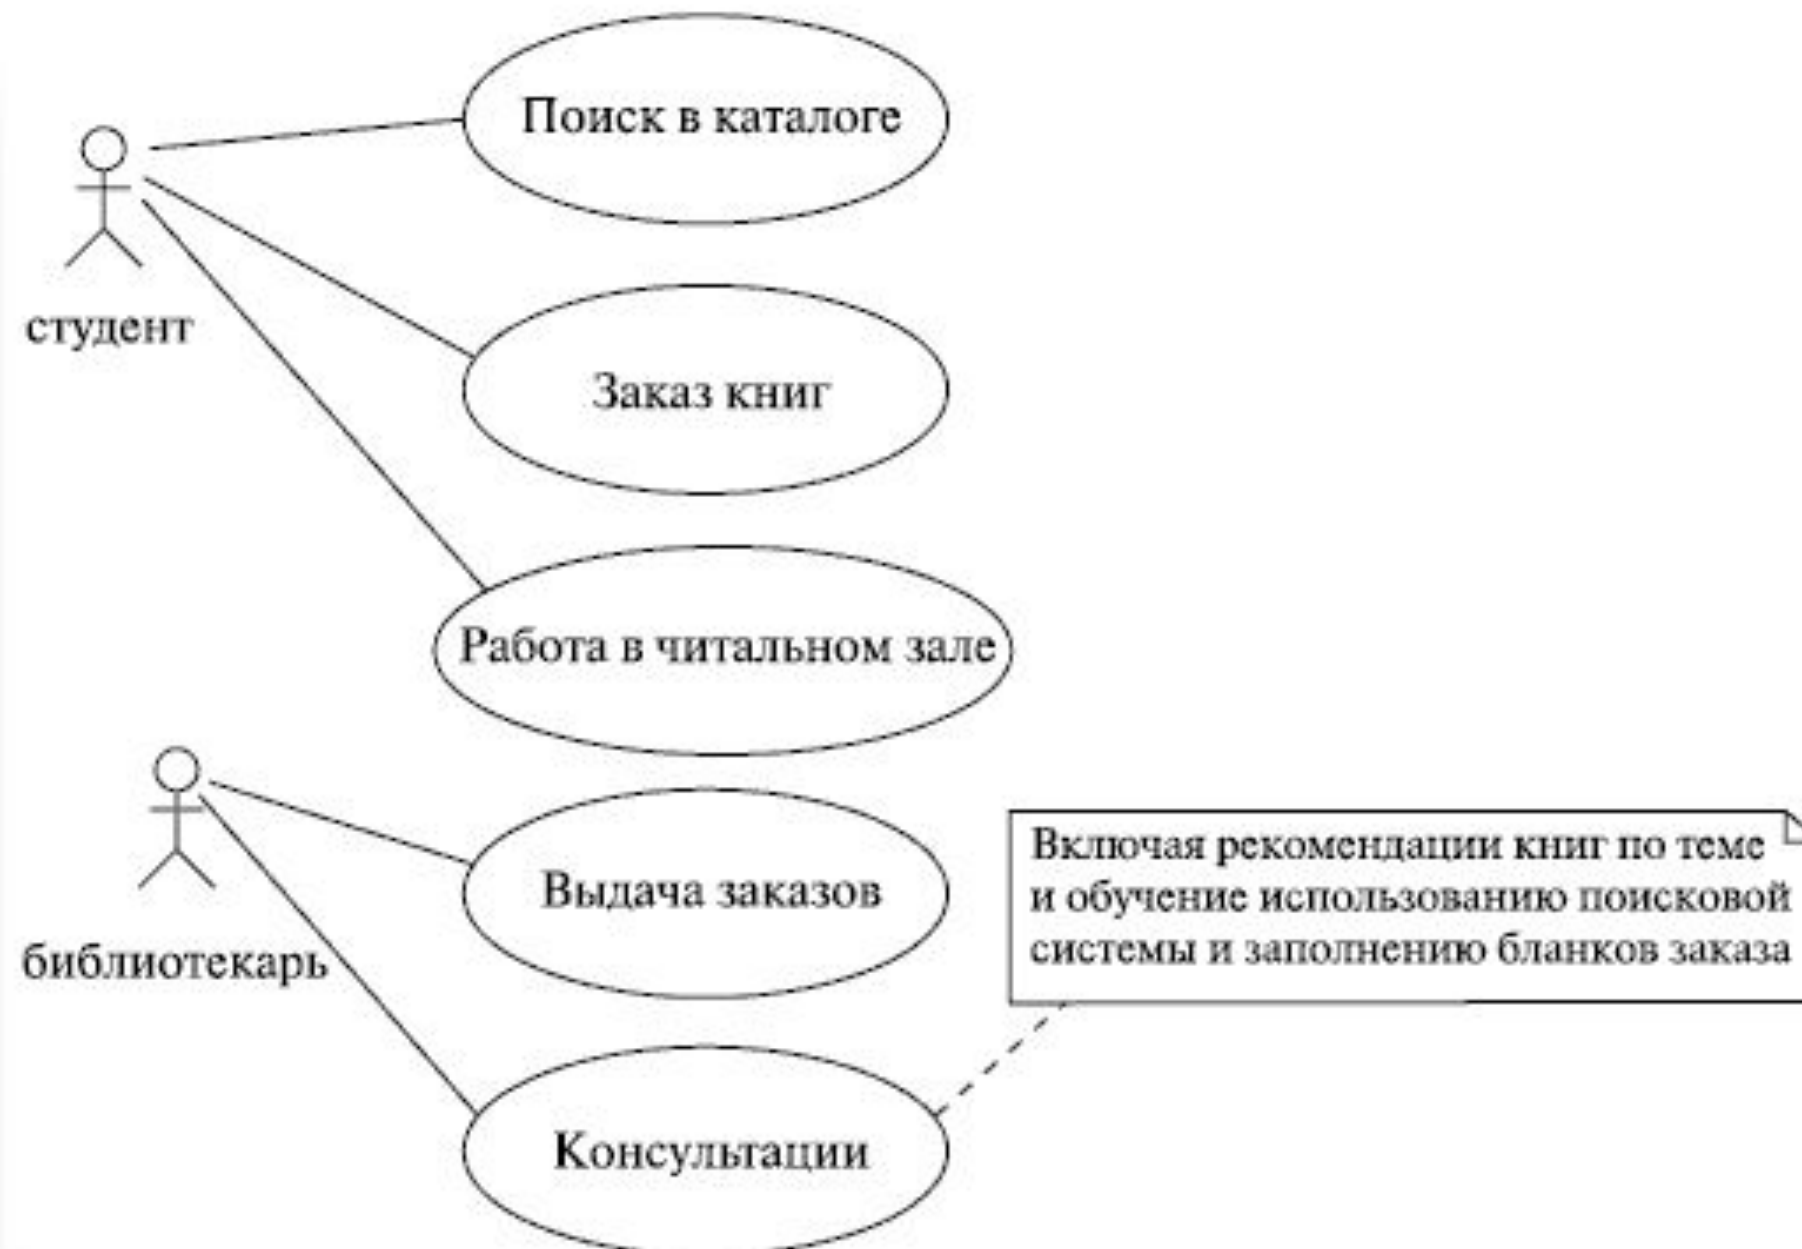 Поиск в каталоге
студент
Заказ книг
Работа в читальном зале
Включая рекомендации книг по теме
и обучение использованию поисковой
системы и заполнению бланков заказа
Выдача заказов
библиотекарь
Консультации